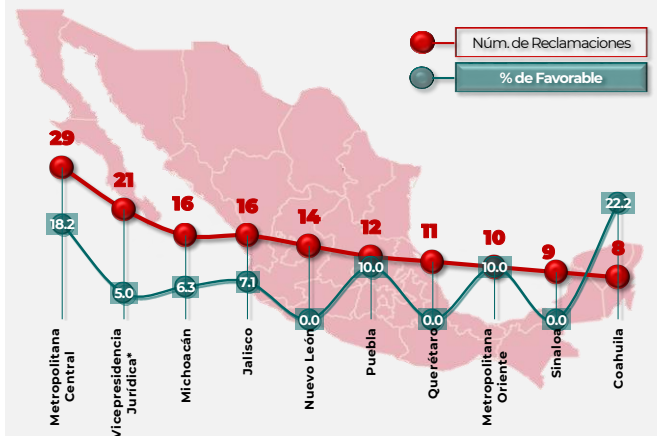 Núm. de Reclamaciones
% de Favorable
29
21
16
16
14
12
11
10
9
8
18.2
5.0
6.3
7.1
0.0
10.0
0.0
10.0
0.0
22.2
Metropolitana
Central
Vicepresidencia
Jurídica*
Michoacán
Jalisco
Nuevo León
Puebla
Querétaro
Metropolitana
Oriente
Sinaloa
Coahuila